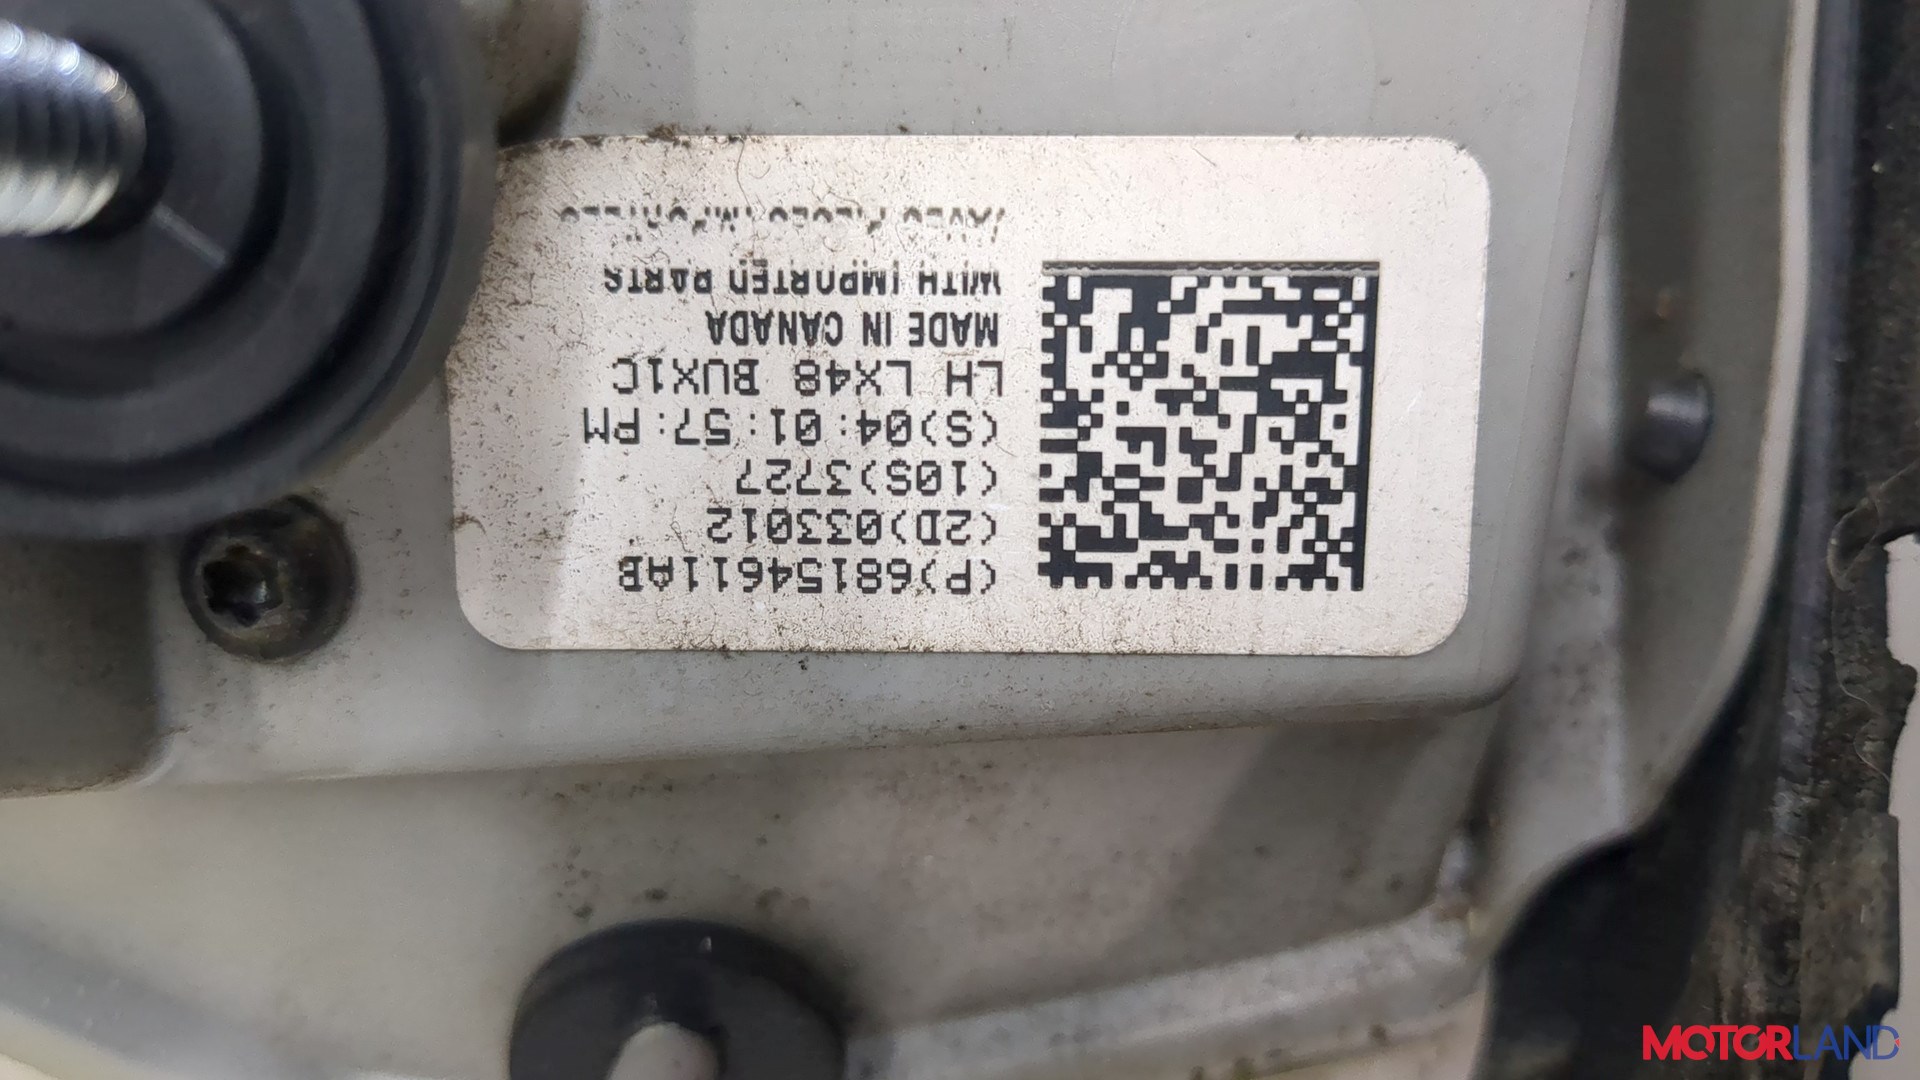 (P)68154611AB
(2D)033012
(10S)3727
(S)04:01:57:PM
LH LX48 BUX1C
MADE IN CANADA
WITH IMPORTED PARTS
MOTORLAND